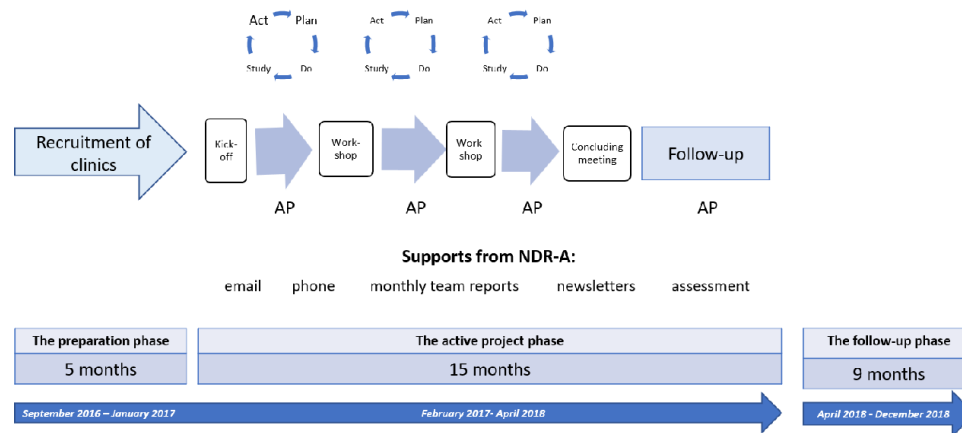 Act Plan
Study Do
Act Plan
Study Do
Act Plan
Study Do
Recruitment of
clinics
Kick-
off
Work-
shop
Work
shop
Concluding
meeting
Follow-up
AP
AP
AP
AP
Supports from NDR-A:
email phone monthly team reports newsletters assessment
The preparation phase
5 months
The active project phase
15 months
The follow-up phase
9 months
September 2016 – January 2017
February 2017- April 2018
April 2018 - December 2018